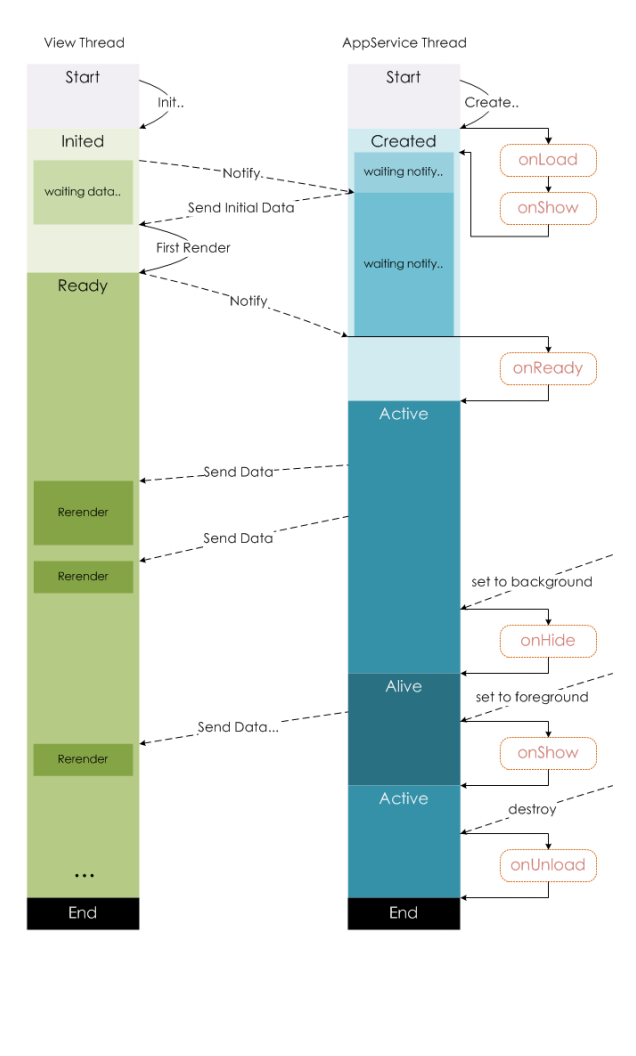 View Thread
AppService Thread
Start
Start
Init..
Create..
Inited
Created
onLoad
waiting notify..
Notify.
waiting data..
Send Initial Data
onShow
First Render
waiting notify..
Ready
Notify
onReady
Active
Send Data
Rerender
Send Data
Rerender
set to background
onHide
Alive
set to foreground
Send Data...
onShow
Rerender
Active
destroy
onUnload
...
End
End